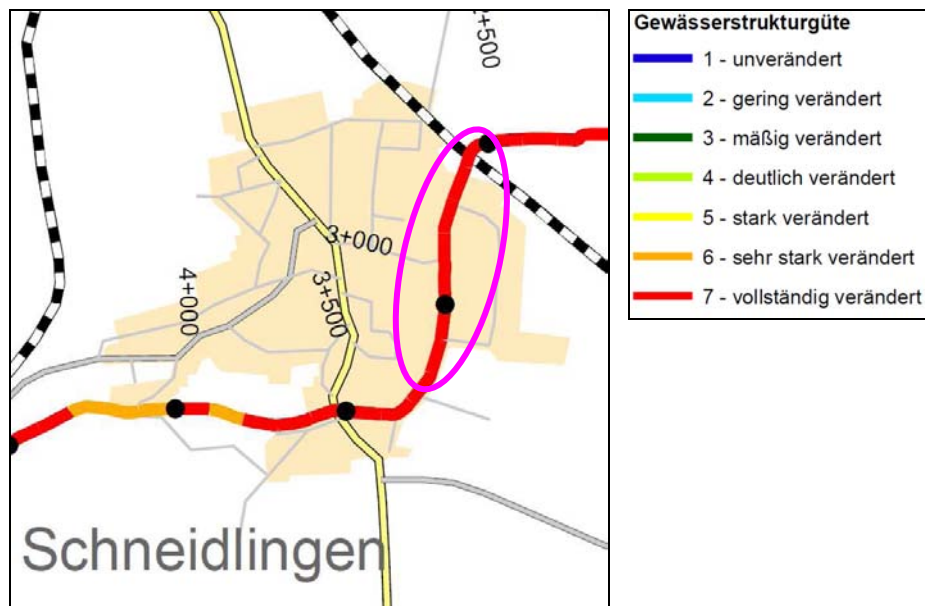 2+500
3+000
3+500
4+000
Schneidlingen
Gewässerstrukturgüte
1 - unverändert
2 - gering verändert
3 - mäßig verändert
4 - deutlich verändert
5 - stark verändert
6 - sehr stark verändert
7 - vollständig verändert